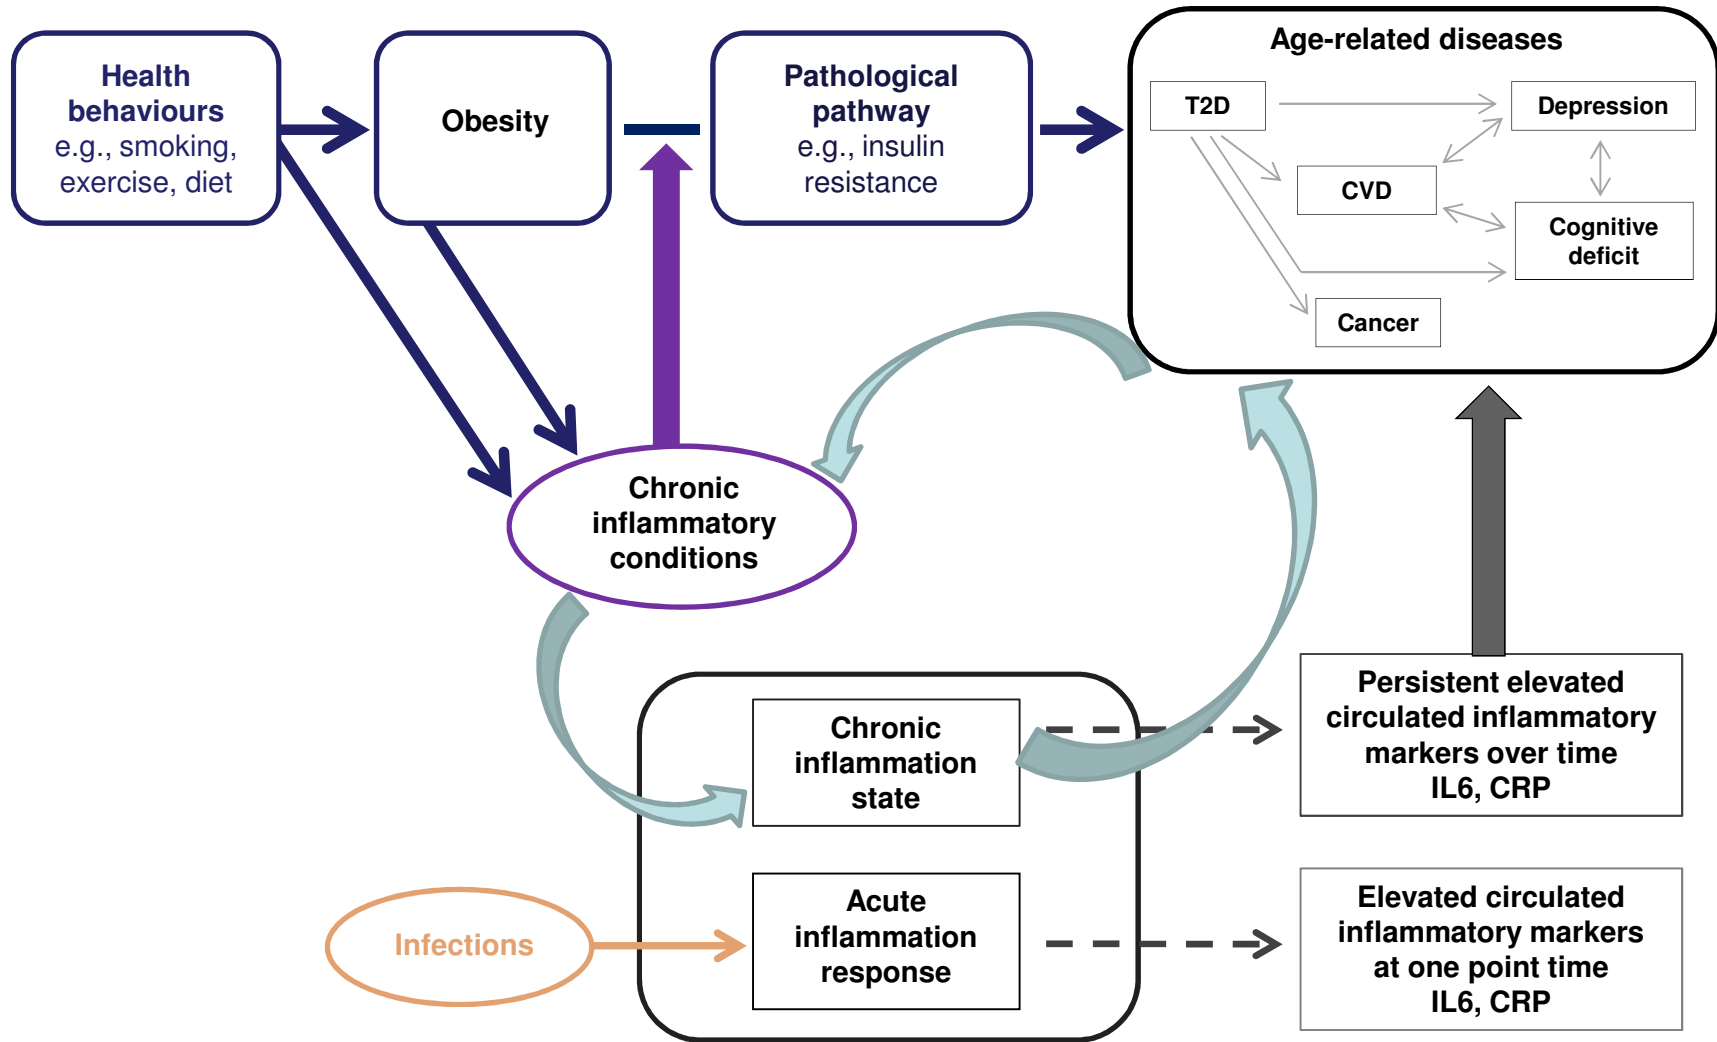 Health
behaviours
e.g., smoking,
exercise, diet
Obesity
Pathological
pathway
e.g., insulin
resistance
Age-related diseases
T2D
Depression
CVD
Cognitive
deficit
Cancer
Chronic
inflammatory
conditions
Chronic
inflammation
state
Persistent elevated
circulated inflammatory
markers over time
IL6, CRP
Infections
Acute
inflammation
response
Elevated circulated
inflammatory markers
at one point time
IL6, CRP